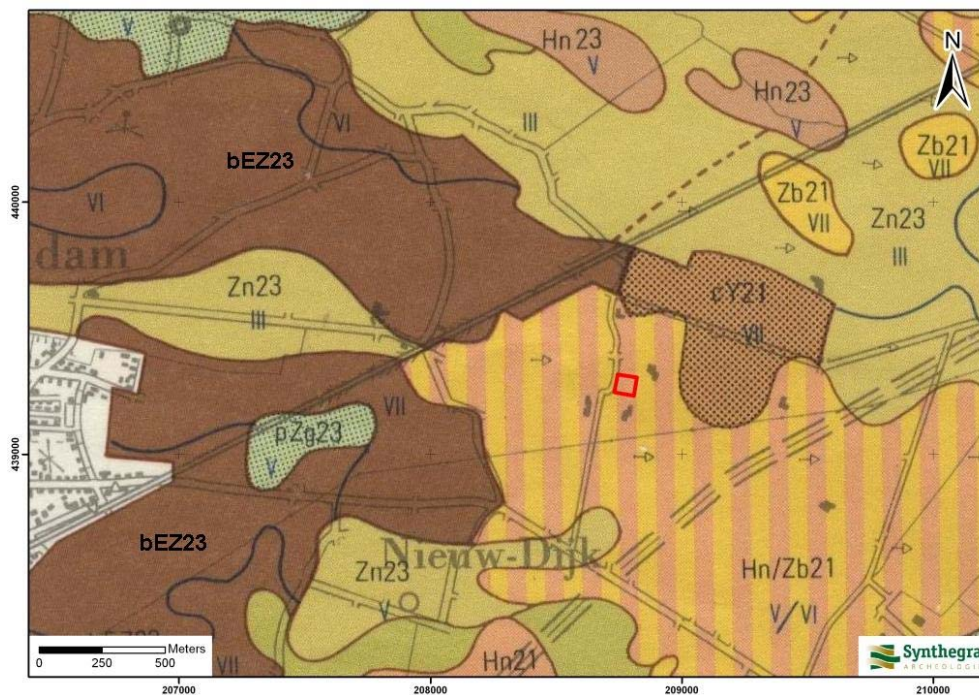 V
Hn23
V
N
Hn23
V
VI
bEZ23
III
Zb21
VII
Zb21
VII
440000
VI
Zn23
III
dam
Zn23
III
cY21
VII
VII
pZg23
V
439000
bEZ23
Nieuw-Dijk
Zn23
V
Hn/Zb21
V/VI
Hn21
VII
0 250 500 Meters
Synthegra
ARCHEOLOGIE
207000 208000 209000 210000